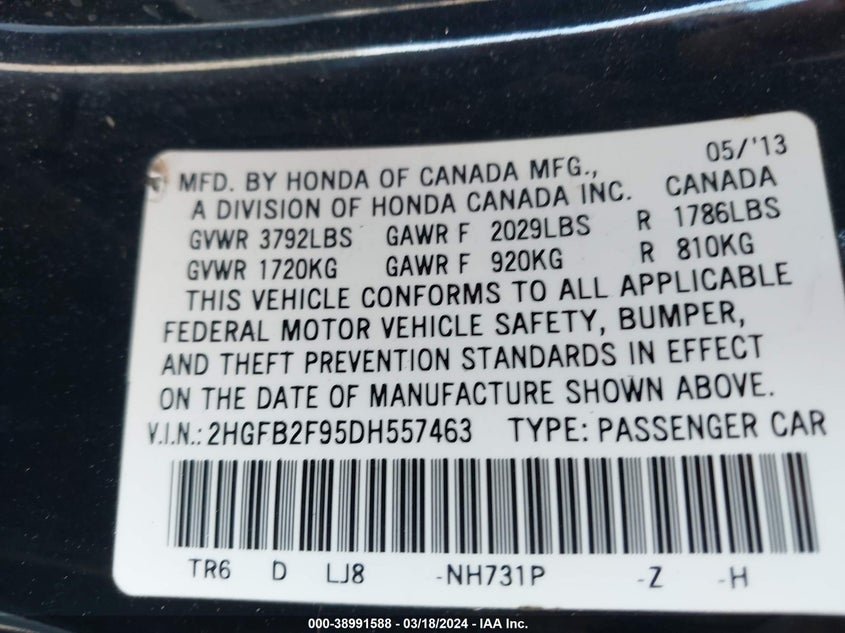 05/'13
MFD. BY HONDA OF CANADA MFG.,
A DIVISION OF HONDA CANADA INC. CANADA
GVWR 3792LBS GAWR F 2029LBS R 1786LBS
GVWR 1720KG GAWR F 920KG R 810KG
THIS VEHICLE CONFORMS TO ALL APPLICABLE
FEDERAL MOTOR VEHICLE SAFETY, BUMPER,
AND THEFT PREVENTION STANDARDS IN EFFECT
ON THE DATE OF MANUFACTURE SHOWN ABOVE.
V.I.N.: 2HGFB2F95DH557463 TYPE: PASSENGER CAR
TR6 D LJ8 -NH731P -Z -H
000-38991588 / 03/18/2024 - IAA Inc.